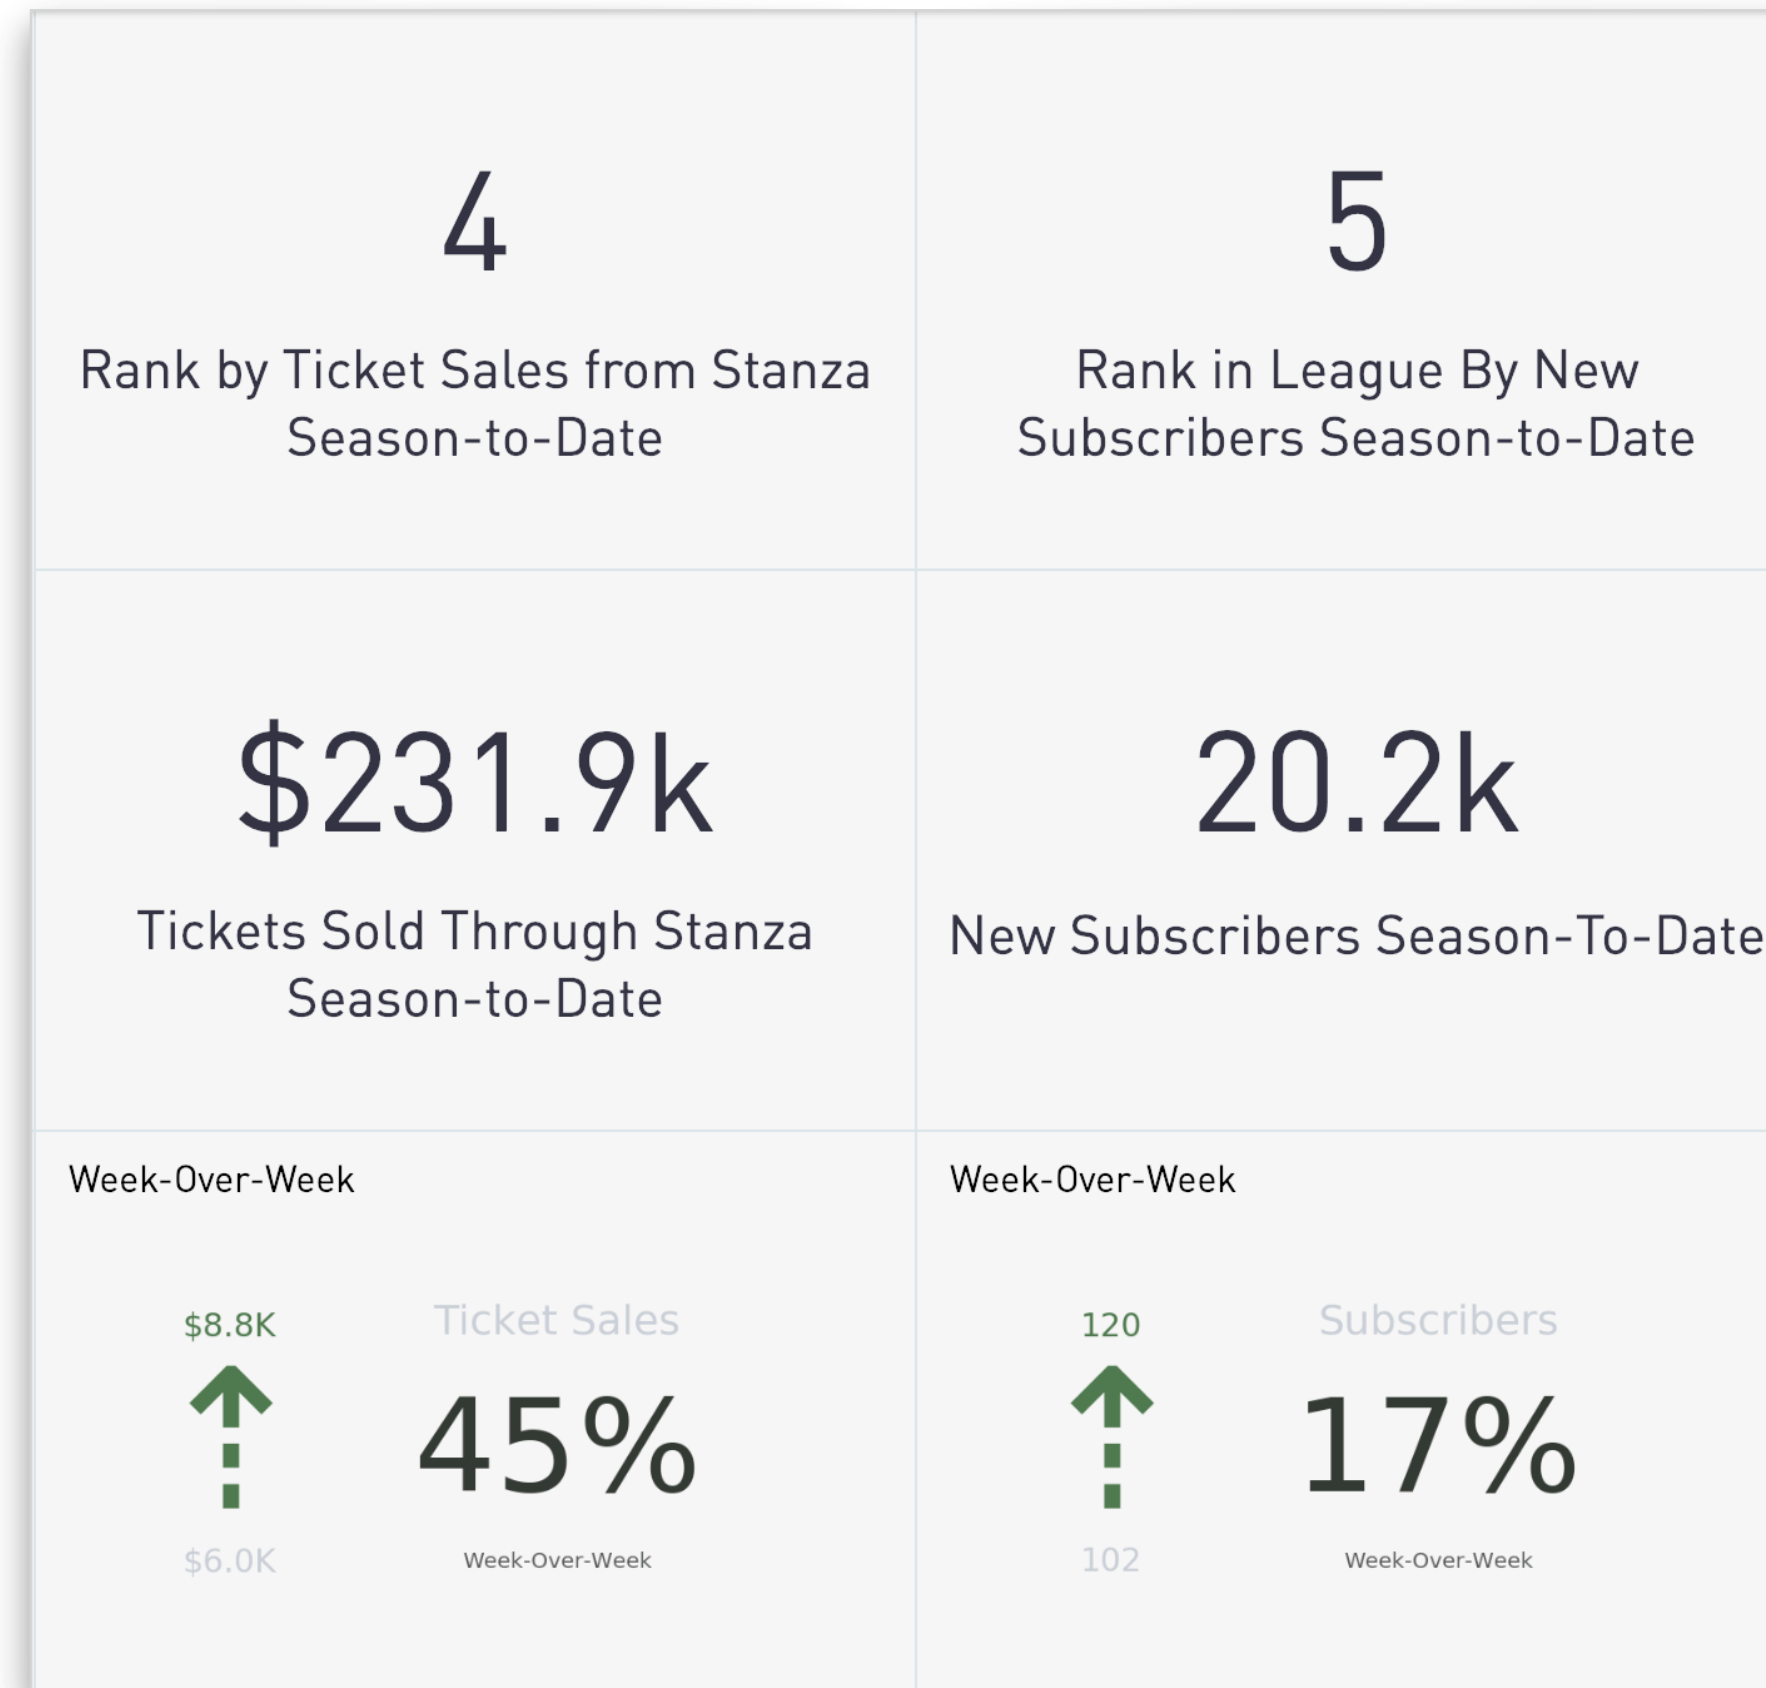 4
Rank by Ticket Sales from Stanza
Season-to-Date
5
Rank in League By New
Subscribers Season-to-Date
$231.9k
Tickets Sold Through Stanza
Season-to-Date
20.2k
New Subscribers Season-To-Date
Week-Over-Week
$8.8K
Ticket Sales
45%
$6.0K
Week-Over-Week
Week-Over-Week
120
Subscribers
17%
102
Week-Over-Week